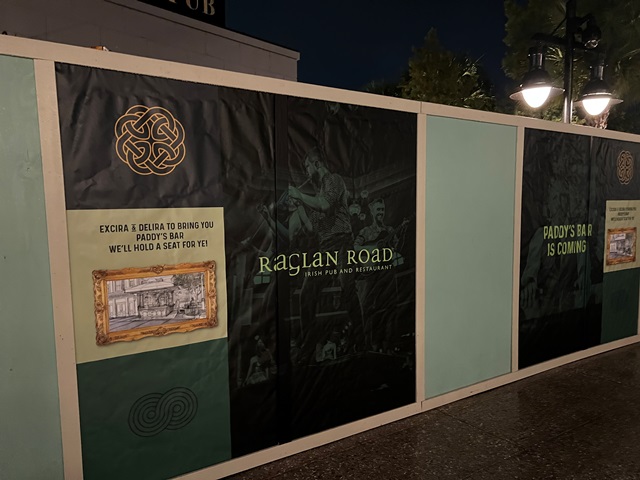 PUB
EXCIRA & DELIRA TO BRING YOU
PADDY'S BAR
WE'LL HOLD A SEAT FOR YE!
RAGLAN ROAD
IRISH PUB AND RESTAURANT
PADDY'S BAR
IS COMING